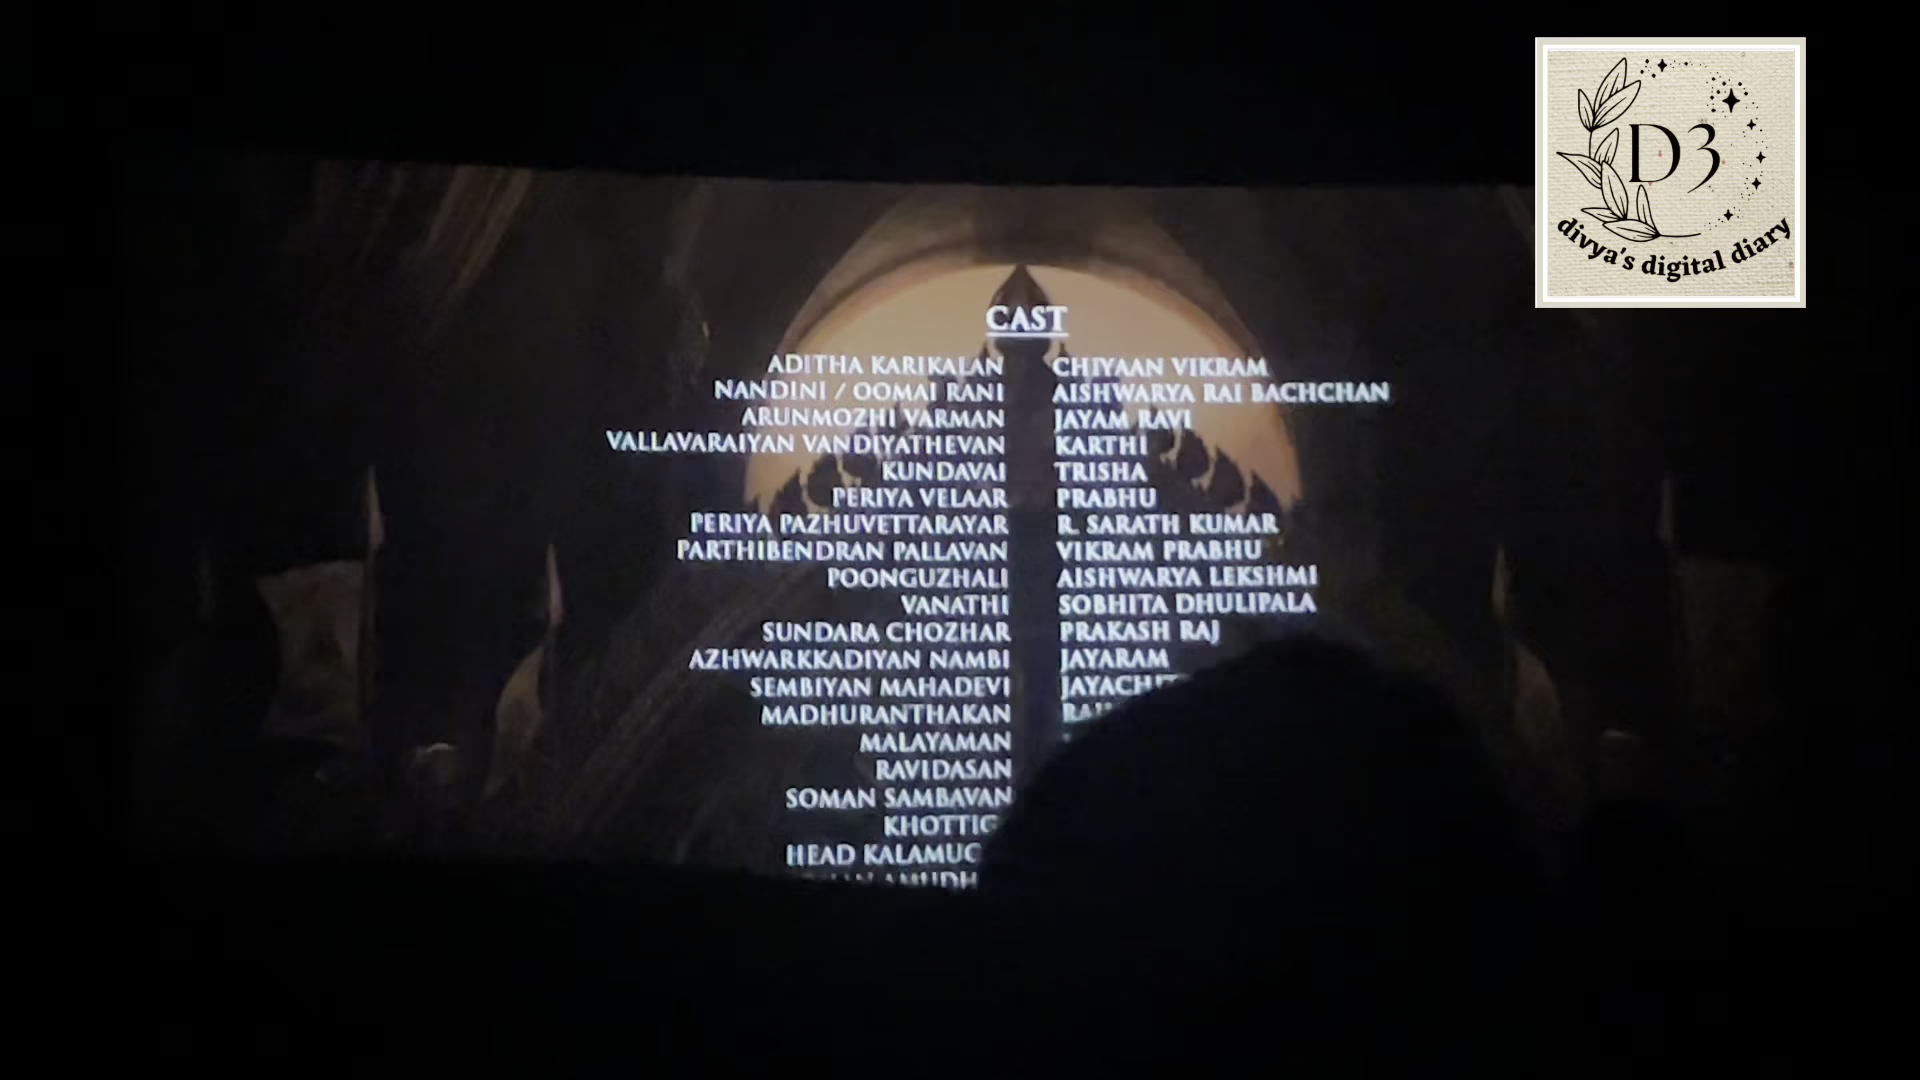 D3
divya's digital diary
CAST
ADITHA KARIKALAN CHIYAAN VIKRAM
NANDINI / OOMAI RANI AISHWARYA RAI BACHCHAN
ARUNMOZHI VARMAN JAYAM RAVI
VALLAVARAIYAN VANDIYATHEVAN KARTHI
KUNDAVAI TRISHA
PERIYA VELAAR PRABHU
PERIYA PAZHUVETTARAYAR R. SARATH KUMAR
PARTHIBENDRAN PALLAVAN VIKRAM PRABHU
POONGUZHALI AISHWARYA LEKSHMI
VANATHI SOBHITA DHULIPALA
SUNDARA CHOZHAR PRAKASH RAJ
AZHWARKKADIYAN NAMBI JAYARAM
SEMBIYAN MAHADEVI
MADHURANTHAKAN
MALAYAMAN
RAVIDASAN
SOMAN SAMBAVAN
HEAD